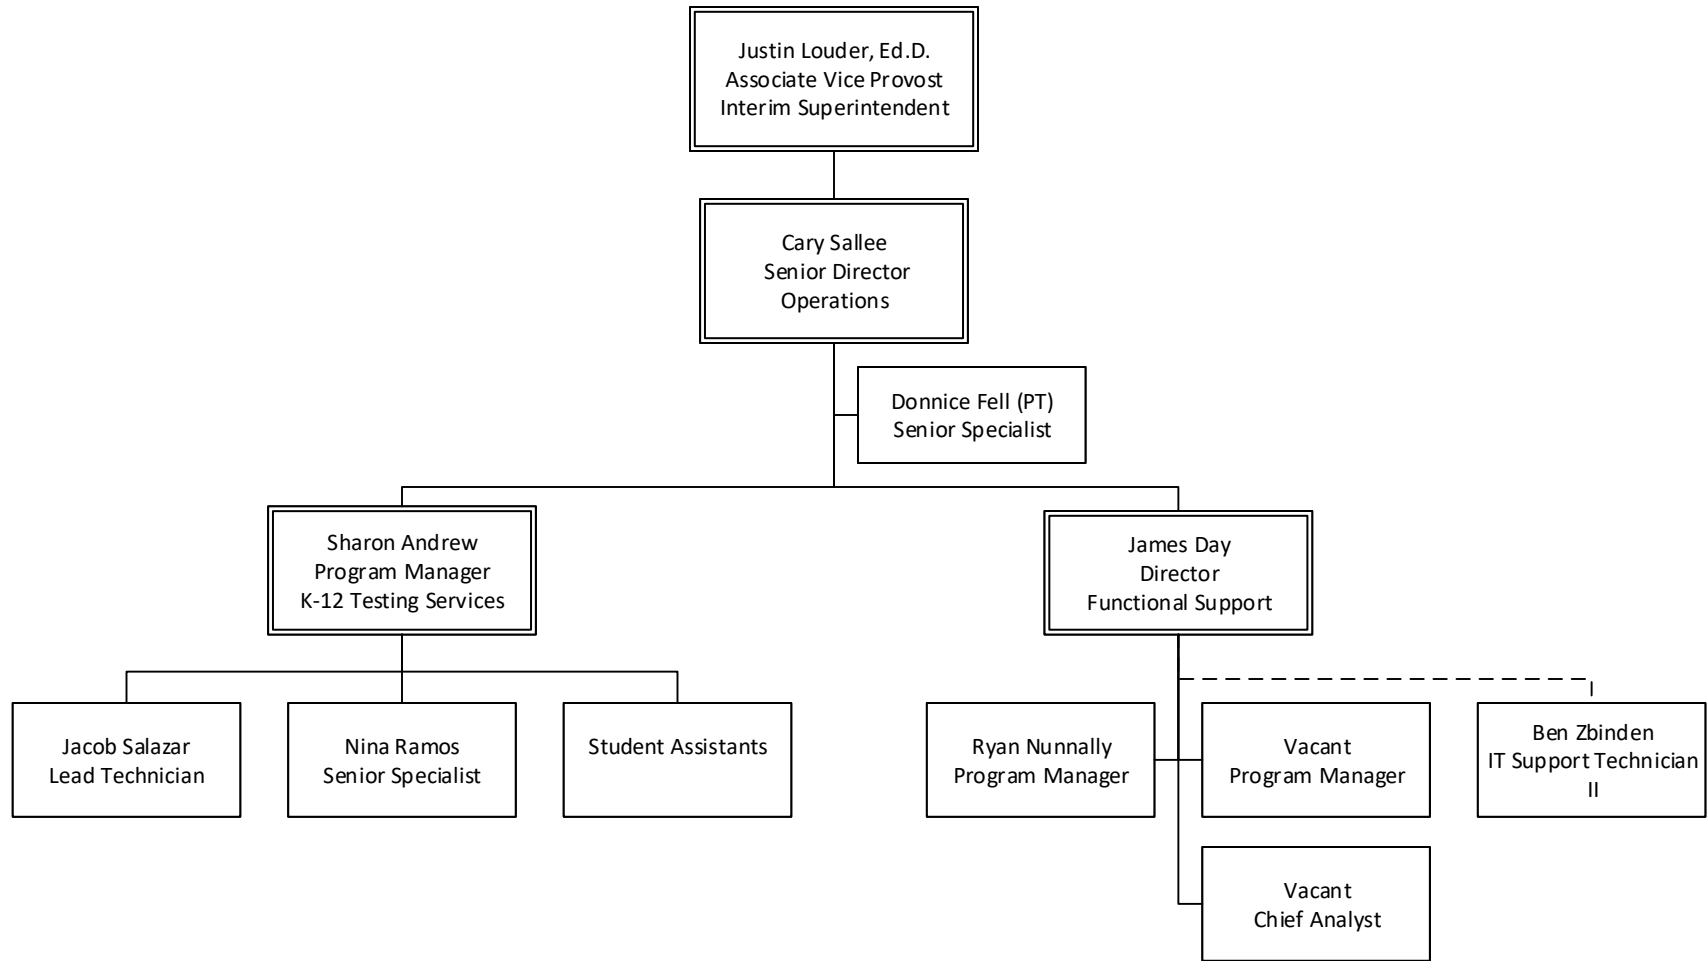 Justin Louder, Ed.D.
Associate Vice Provost
Interim Superintendent
Cary Sallee
Senior Director
Operations
Donnice Fell (PT)
Senior Specialist
Sharon Andrew
Program Manager
K-12 Testing Services
James Day
Director
Functional Support
Jacob Salazar
Lead Technician
Nina Ramos
Senior Specialist
Student Assistants
Ryan Nunnally
Program Manager
Vacant
Program Manager
Ben Zbinden
IT Support Technician
II
Vacant
Chief Analyst